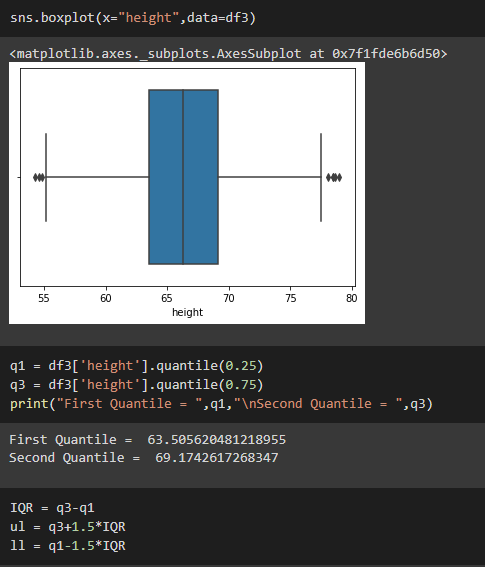 sns.boxplot(x="height",data=df3)
<matplotlib.axes._subplots.AxesSubplot at 0x7f1fde6b6d50>
55 60 65 70 75 80
height
q1 = df3['height'].quantile(0.25)
q3 = df3['height'].quantile(0.75)
print("First Quantile = ",q1,"\nSecond Quantile = ",q3)
First Quantile =  63.505620481218955
Second Quantile =  69.1742617268347
IQR = q3-q1
ul = q3+1.5*IQR
ll = q1-1.5*IQR